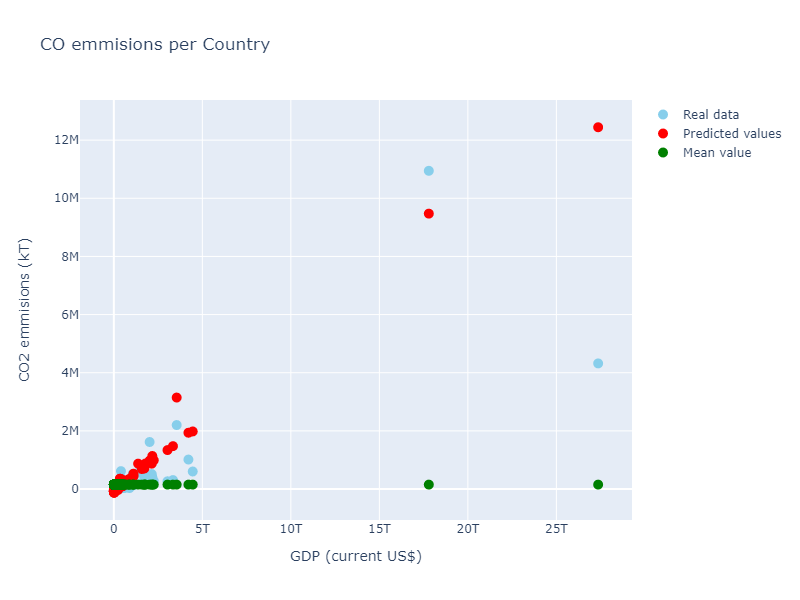 CO emmisions per Country
Real data
Predicted values
Mean value
12M
10M
8M
6M
4M
2M
0
CO2 emmisions (kT)
0
5T
10T
15T
20T
25T
GDP (current US$)